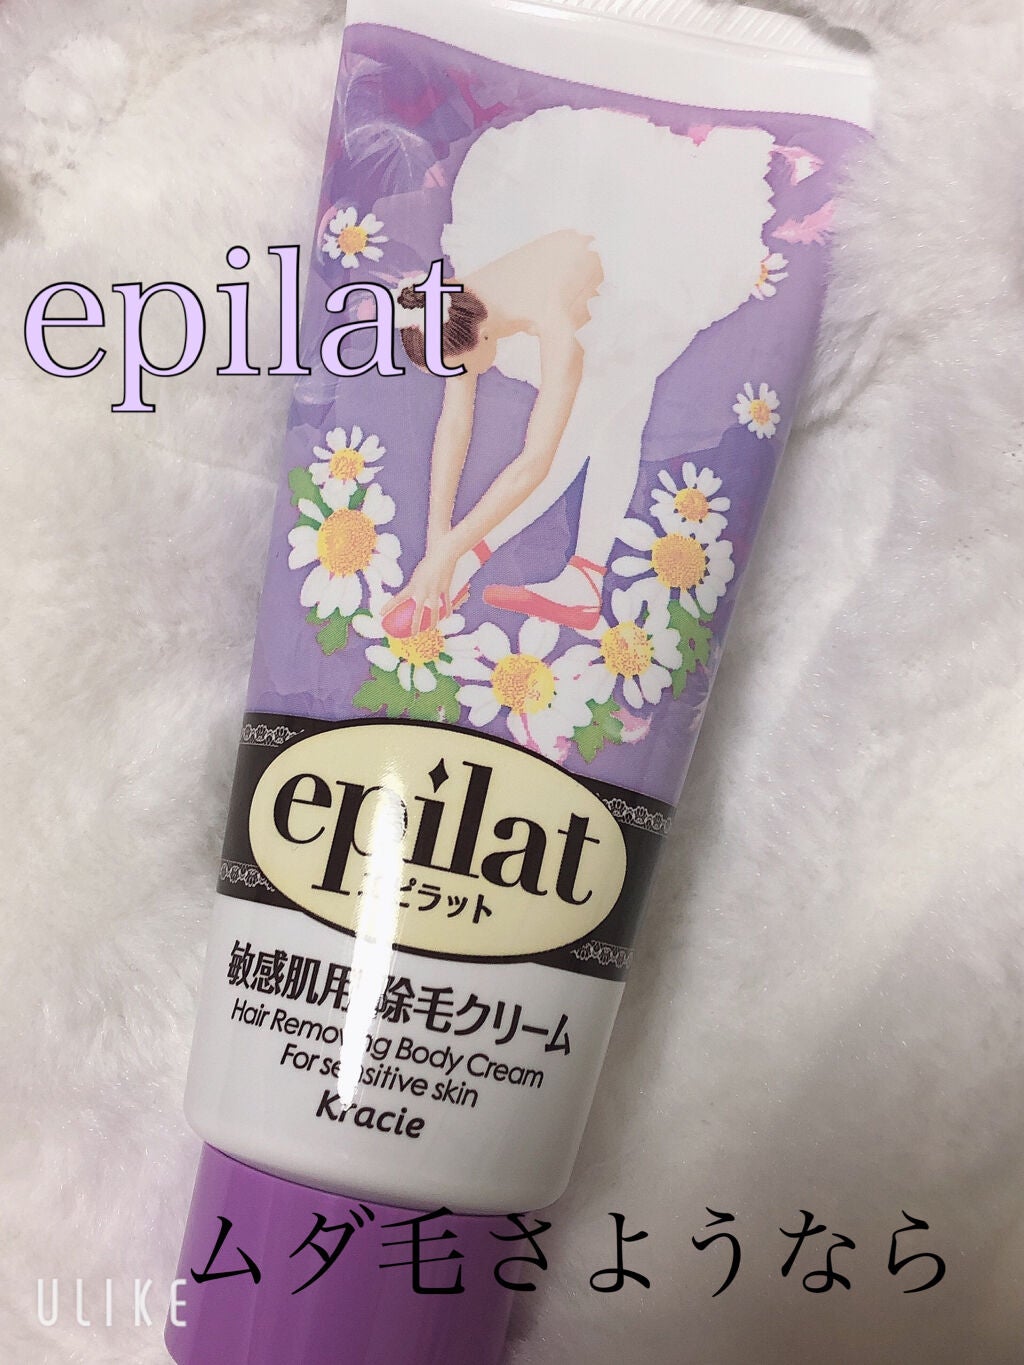 epilat
epilat
エピラット
敏感肌用 除毛クリーム
Hair Removing Body Cream
For sensitive skin
Kracie
ムダ毛さようなら
ULIKE